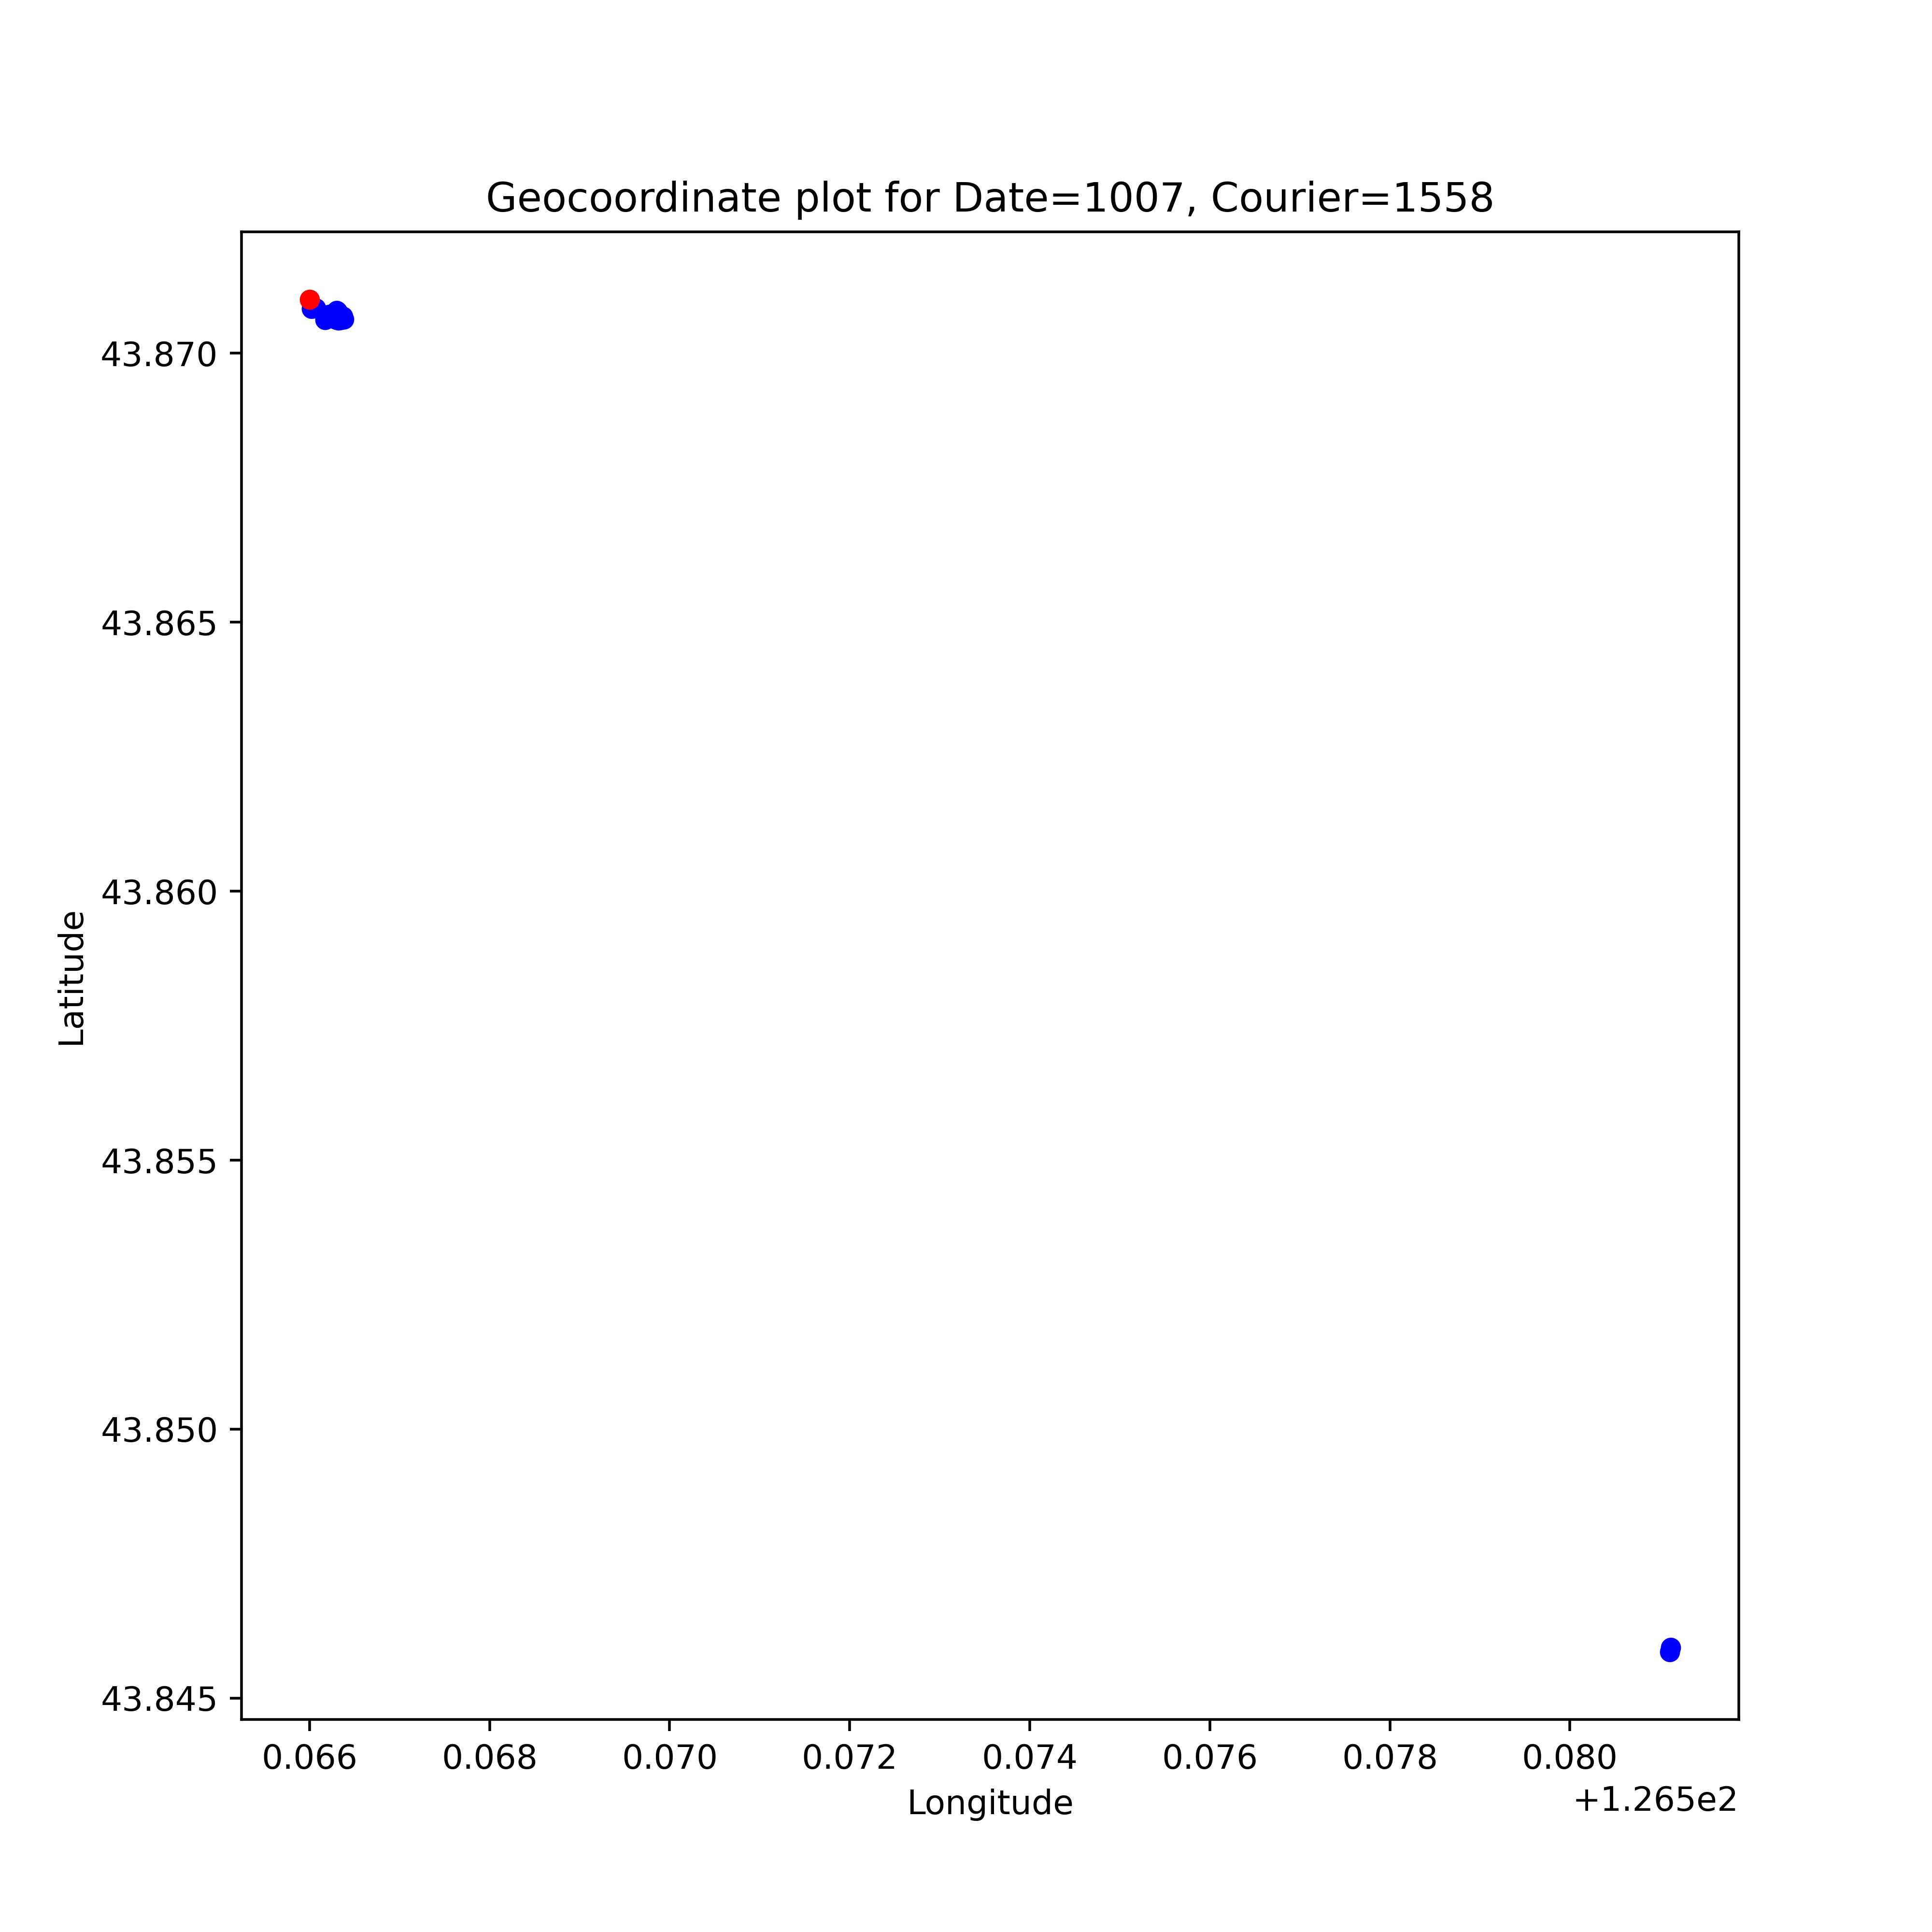 Geocoordinate plot for Date=1007, Courier=1558
43.870
43.865
43.860
43.855
43.850
43.845
Latitude
0.066 0.068 0.070 0.072 0.074 0.076 0.078 0.080
Longitude
+1.265e2